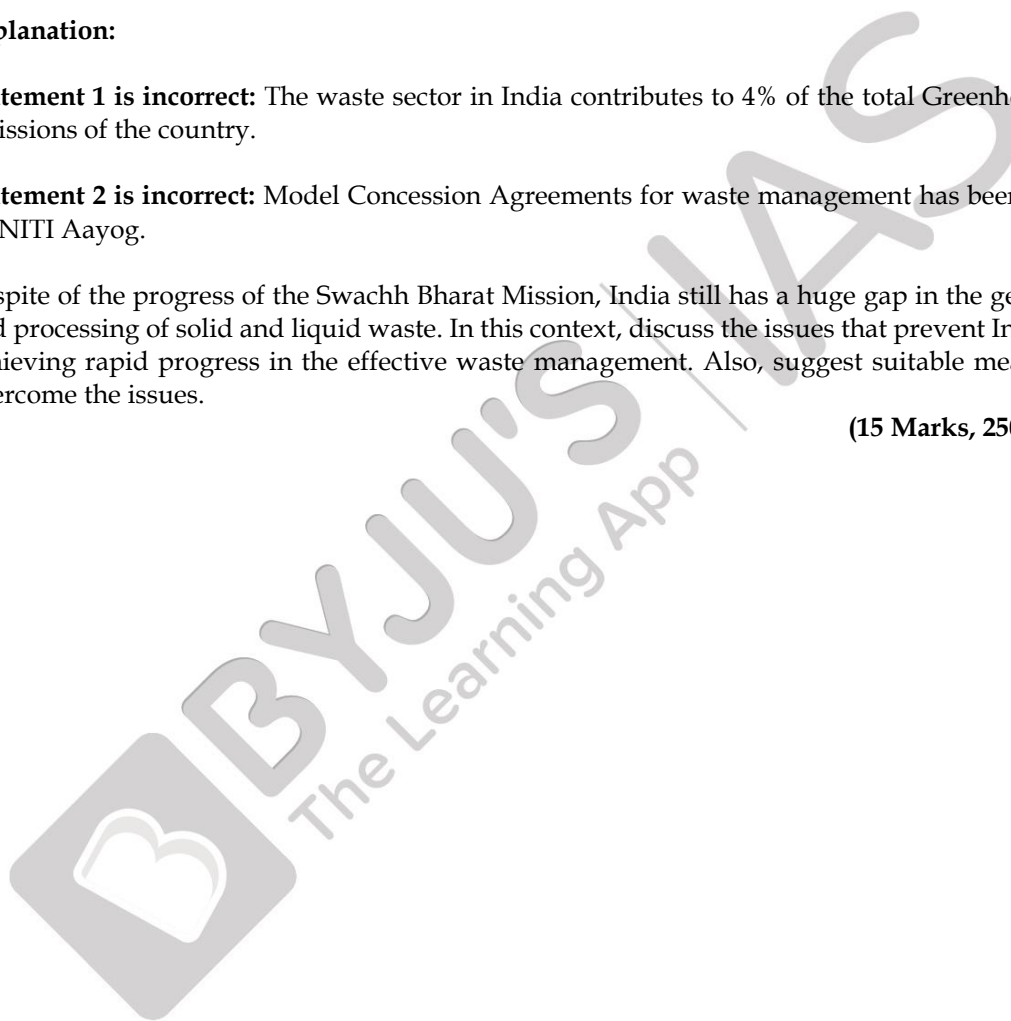 planation:
tement 1 is incorrect: The waste sector in India contributes to 4% of the total Greenh
issions of the country.
tement 2 is incorrect: Model Concession Agreements for waste management has been
NITI Aayog.
spite of the progress of the Swachh Bharat Mission, India still has a huge gap in the ge
d processing of solid and liquid waste. In this context, discuss the issues that prevent In
hieving rapid progress in the effective waste management. Also, suggest suitable mea
ercome the issues.
(15 Marks, 250
BYJU'S IAS
The Learning App